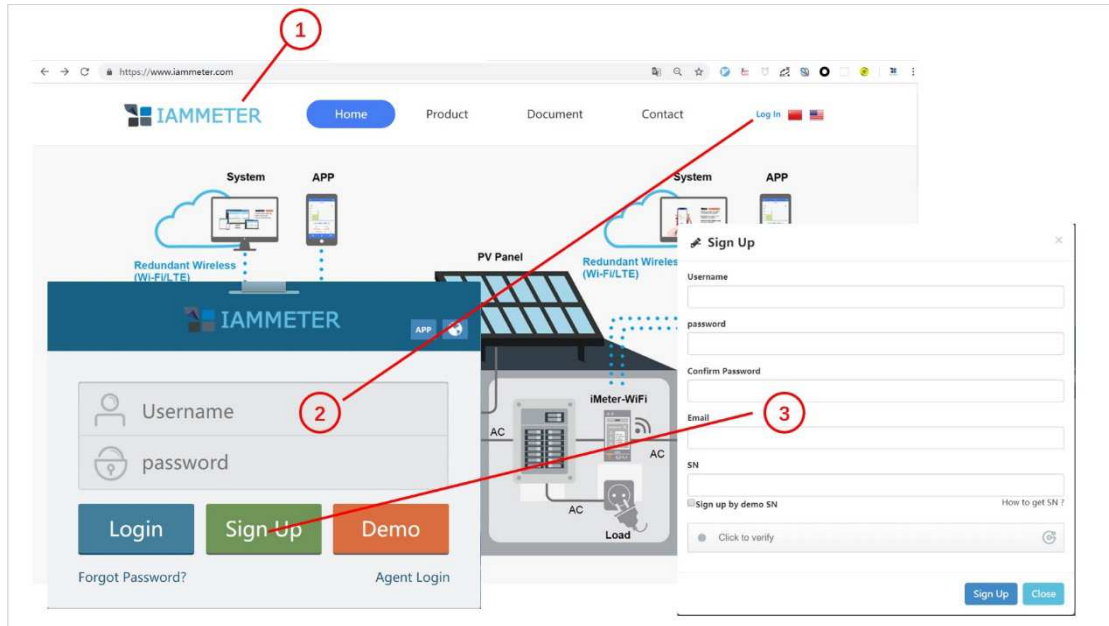 1
https://www.iammeter.com
IAMMETER
Home
Product
Document
Contact
Log In
System
APP
System
APP
Redundant Wireless
(Wi-Fi/LTE)
PV Panel
Redundant Wireles
(Wi-Fi/LTE)
IAMMETER
APP
Username
password
2
Login
Sign Up
Demo
Forgot Password?
Agent Login
iMeter-WiFi
AC
AC
AC
Load
3
Sign Up
Username
password
Confirm Password
Email
SN
Sign up by demo SN
How to get SN ?
Click to verify
Sign Up
Close